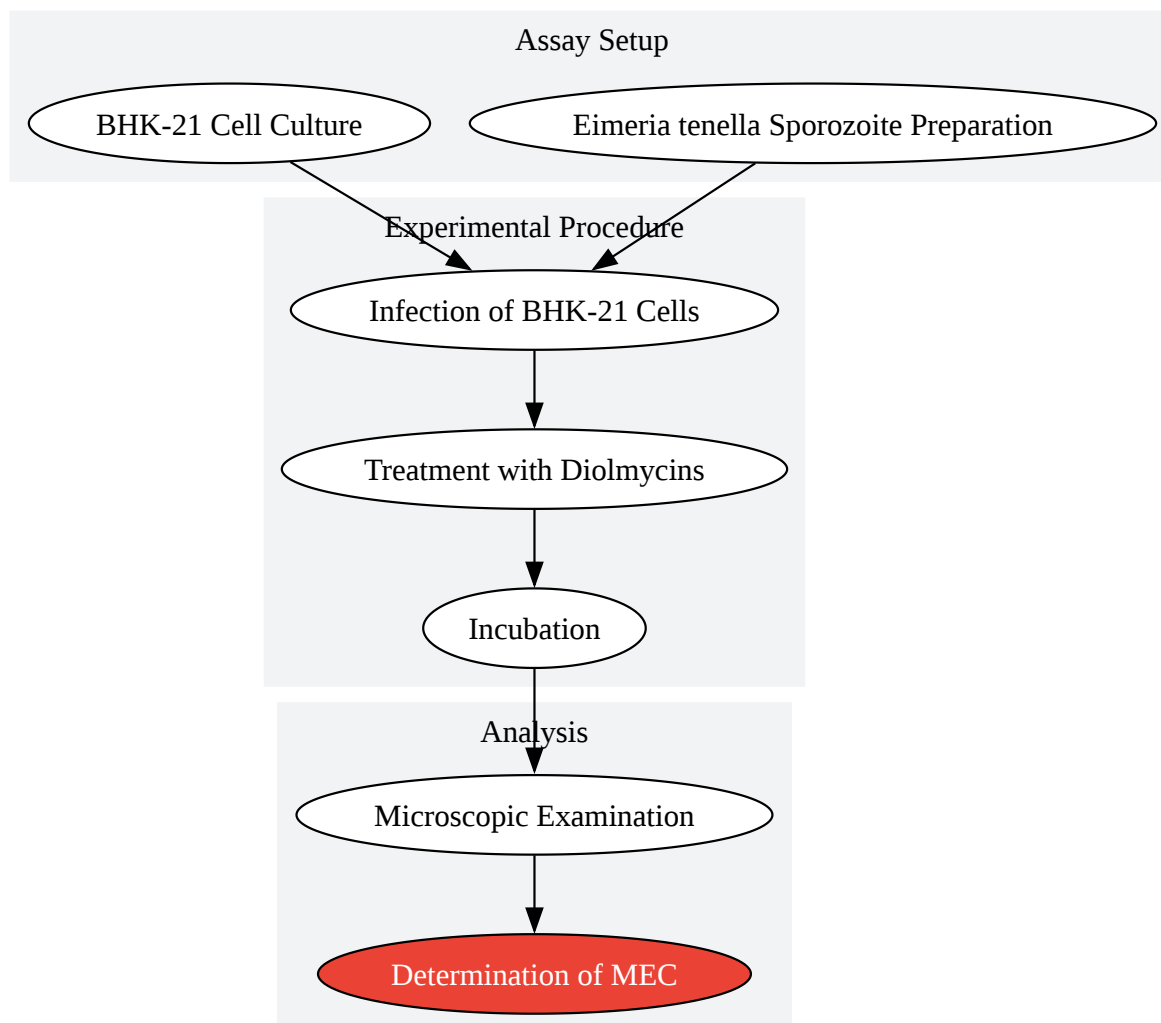 Assay Setup
BHK-21 Cell Culture
Eimeria tenella Sporozoite Preparation
Experimental Procedure
Infection of BHK-21 Cells
Treatment with Diolmycins
Incubation
Analysis
Microscopic Examination
Determination of MEC